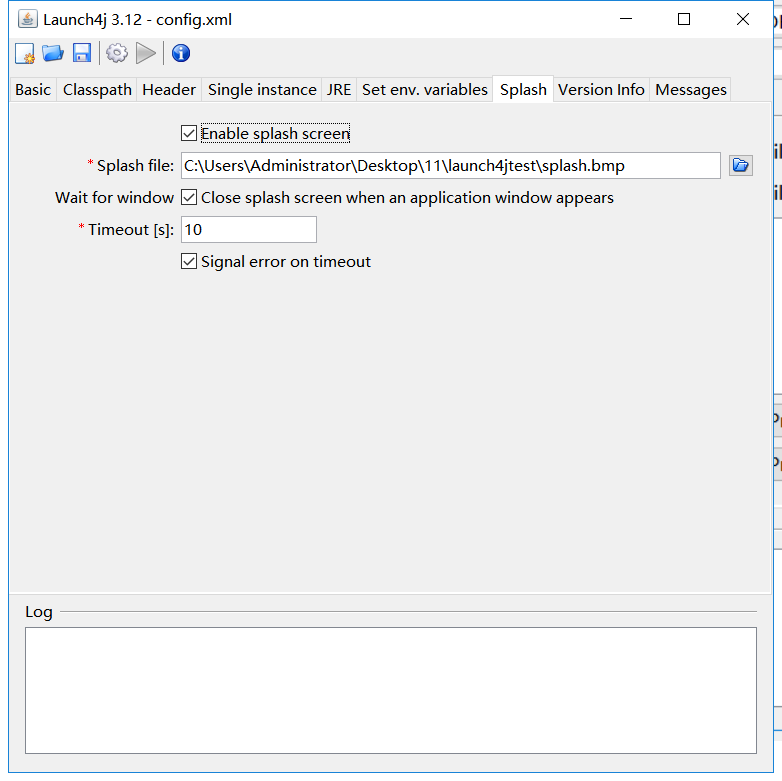 Launch4j 3.12 - config.xml
Basic Classpath Header Single instance JRE Set env. variables Splash Version Info Messages
Enable splash screen
* Splash file: C:\Users\Administrator\Desktop\11\launch4jtest\splash.bmp
Wait for window Close splash screen when an application window appears
* Timeout [s]: 10
Signal error on timeout
Log